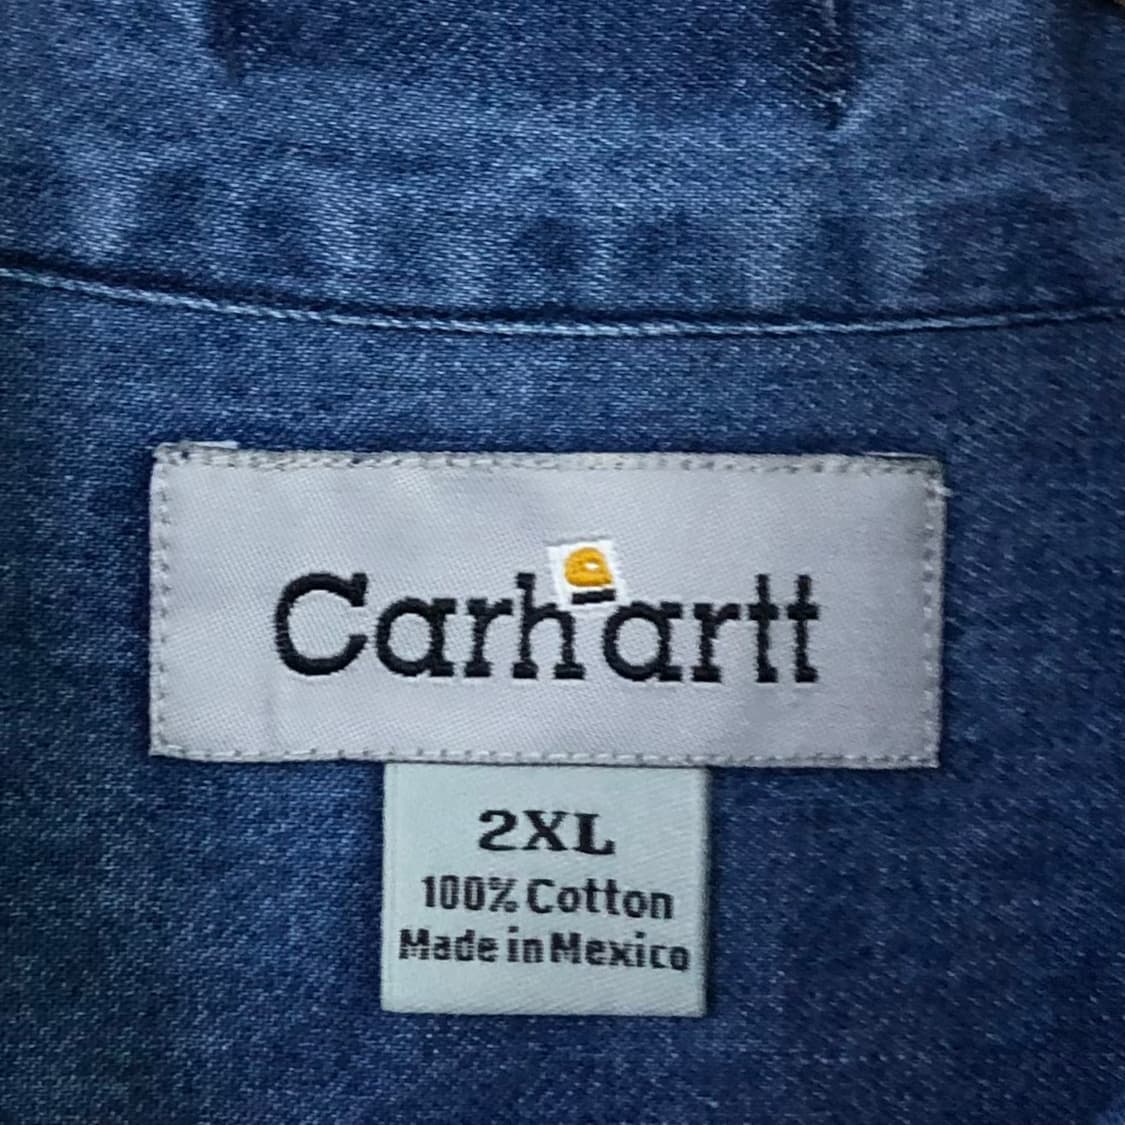 Carhartt
2XL
100% Cotton
Made in Mexico